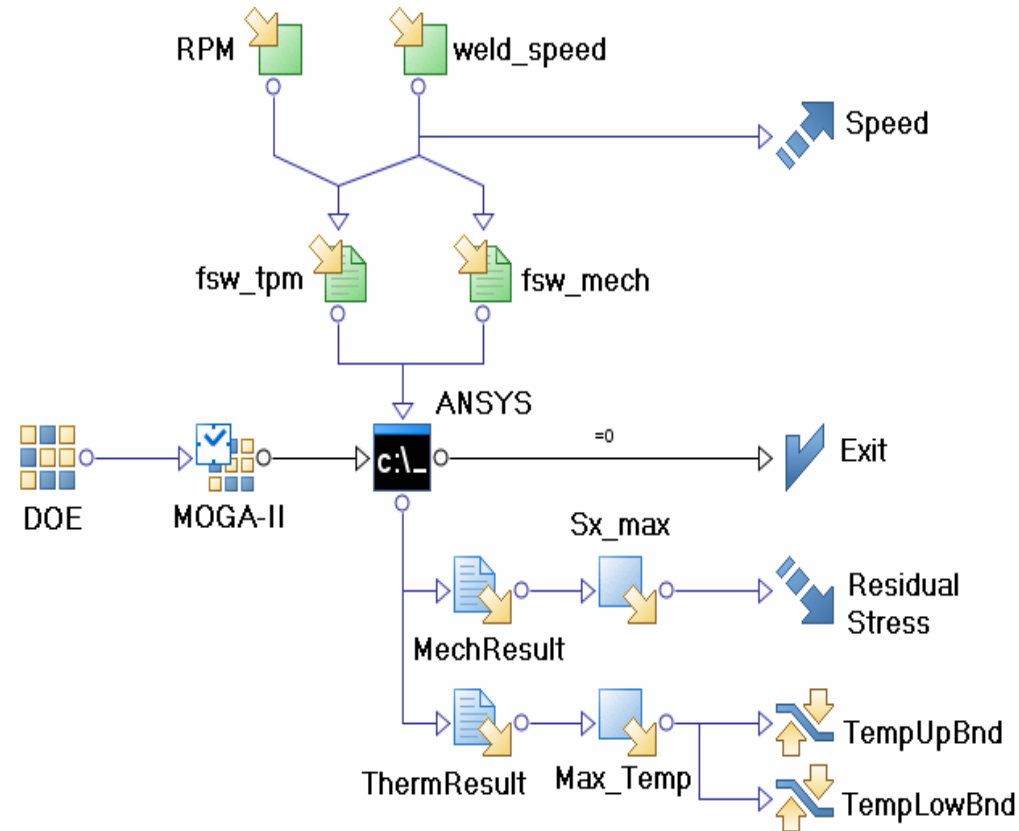 RPM
weld_speed
Speed
fsw_tpm
fsw_mech
ANSYS
c:\_
=0
Exit
DOE
MOGA-II
Sx_max
Residual
Stress
MechResult
TempUpBnd
ThermResult
Max_Temp
TempLowBnd